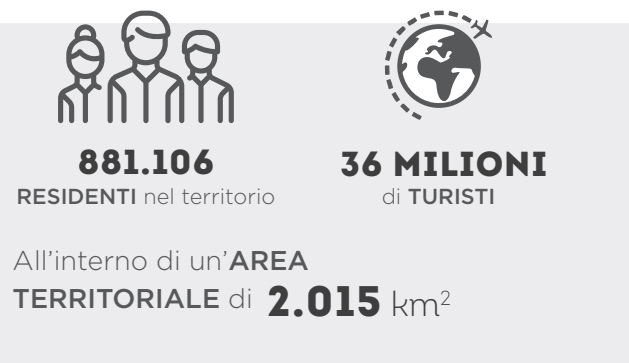 881.106
RESIDENTI nel territorio
36 MILIONI
di TURISTI
All'interno di un'AREA
TERRITORIALE di 2.015 km²